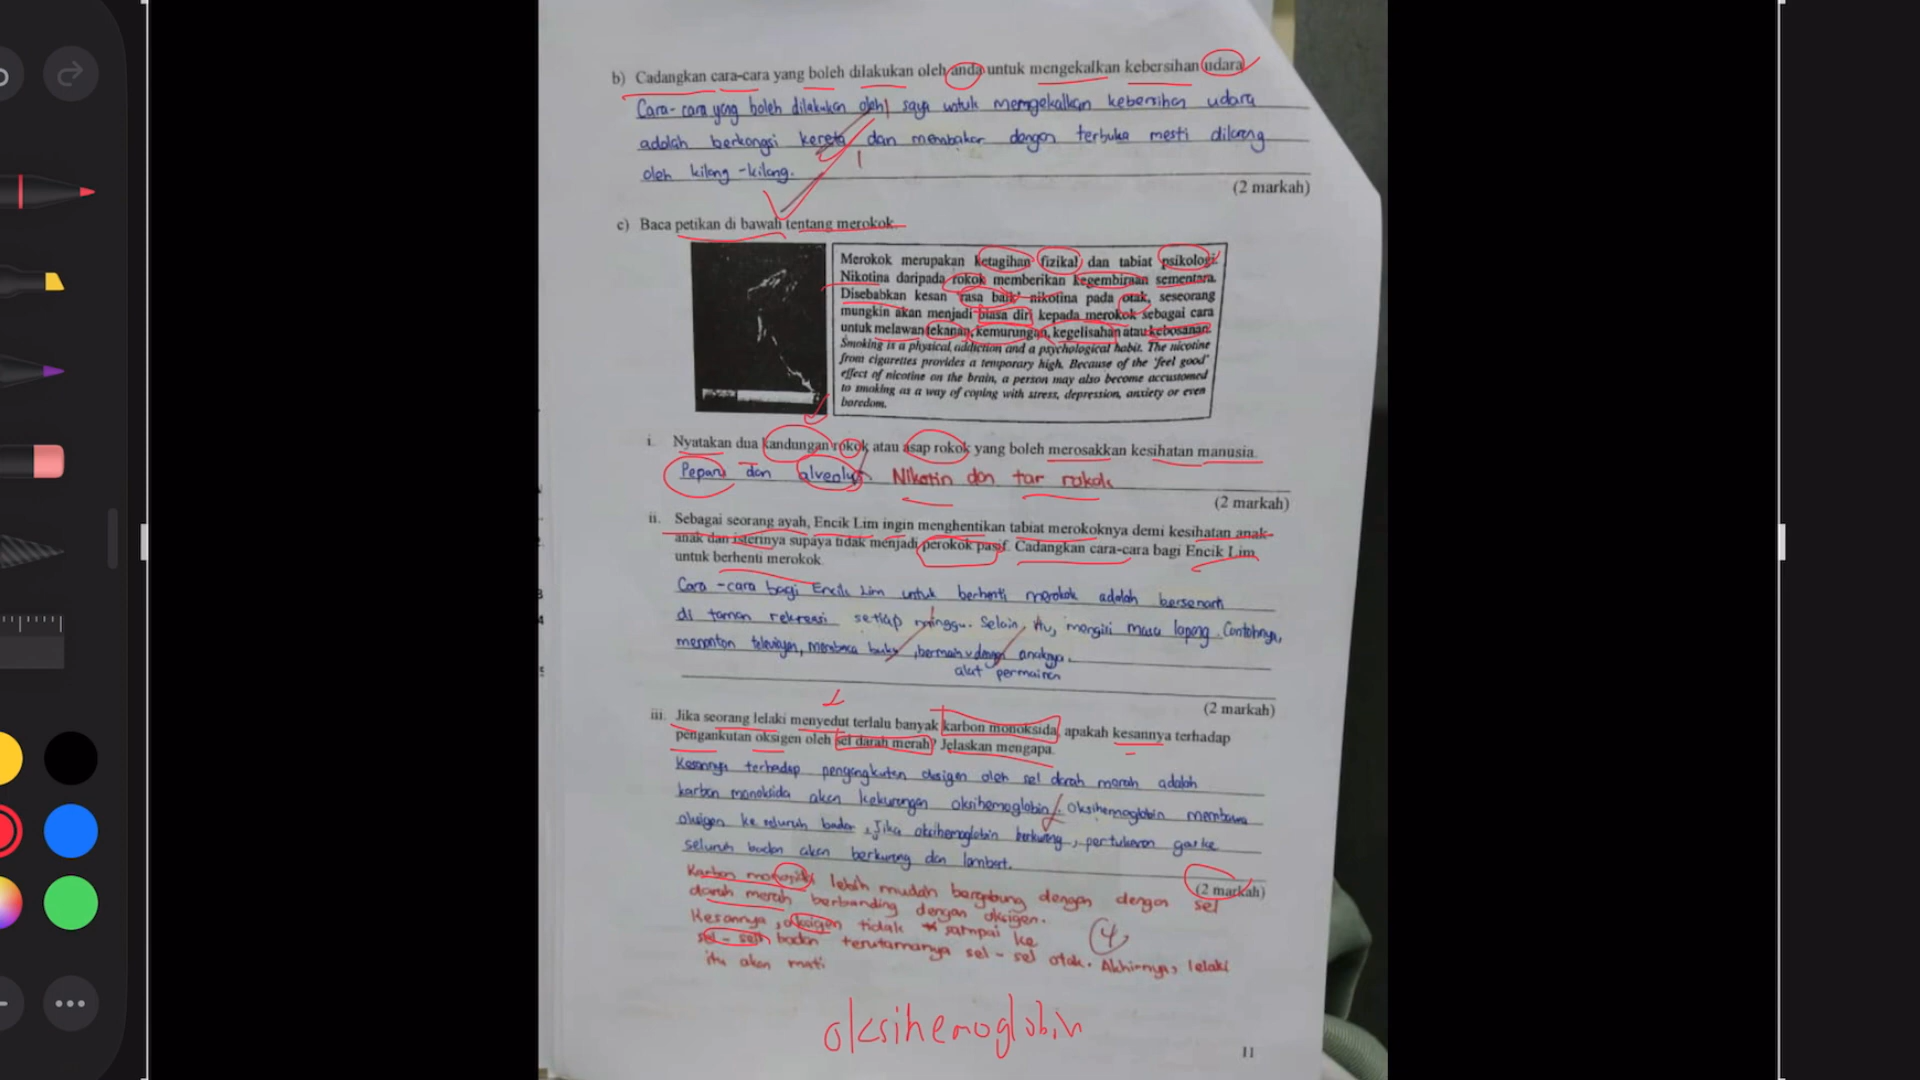 b) Cadangkan cara-cara yang boleh dilakukan oleh anda untuk mengekalkan kebersihan udara
Cara-cara yang boleh dilakukan oleh saya untuk memgekalkan kebersihan udara
adalah berkongsi kereta dan membakar dengan terbuka mesti dilarang
oleh kilang-kilang.
1
(2 markah)
c) Baca petikan di bawah tentang merokok.
Merokok merupakan ketagihan fizikal dan tabiat psikologi.
Nikotina daripada rokok memberikan kegembiraan sementara.
Disebabkan kesan 'rasa baik' nikotina pada otak, seseorang
mungkin akan menjadi biasa diri kepada merokok sebagai cara
untuk melawan tekanan, kemurungan, kegelisahan atau kebosanan.
Smoking is a physical addiction and a psychological habit. The nicotine
from cigarettes provides a temporary high. Because of the 'feel good'
effect of nicotine on the brain, a person may also become accustomed
to smoking as a way of coping with stress, depression, anxiety or even
boredom.
i. Nyatakan dua kandungan rokok atau asap rokok yang boleh merosakkan kesihatan manusia.
Peparu dan alveolus Nikotin dan tar rokok
(2 markah)
ii. Sebagai seorang ayah, Encik Lim ingin menghentikan tabiat merokoknya demi kesihatan anak-
anak dan isterinya supaya tidak menjadi perokok pasif. Cadangkan cara-cara bagi Encik Lim
untuk berhenti merokok.
Cara-cara bagi Encik Lim untuk berhenti merokok adalah bersenam
di taman rekreasi setiap minggu. Selain itu, mengisi masa lapang. Contohnya,
menonton televisyen, membaca buku, bermain dengan anaknya.
alat permainan
(2 markah)
iii. Jika seorang lelaki menyedut terlalu banyak karbon monoksida, apakah kesannya terhadap
pengankutan oksigen oleh sel darah merah? Jelaskan mengapa.
Kesannya terhadap pengangkutan oksigen oleh sel darah merah adalah
karbon monoksida akan kekurangan oksihemoglobin. Oksihemoglobin membawa
oksigen ke seluruh badan. Jika oksihemoglobin berkurang, pertukaran gas ke
seluruh badan akan berkurang dan lambat.
(2 markah)
Karbon monoksida lebih mudah bergabung dengan dengan sel
darah merah berbanding dengan oksigen.
Kesannya, oksigen tidak sampai ke
sel-sel badan terutamanya sel-sel otak. Akhirnya, lelaki
itu akan mati
4
oksihemoglobin
11